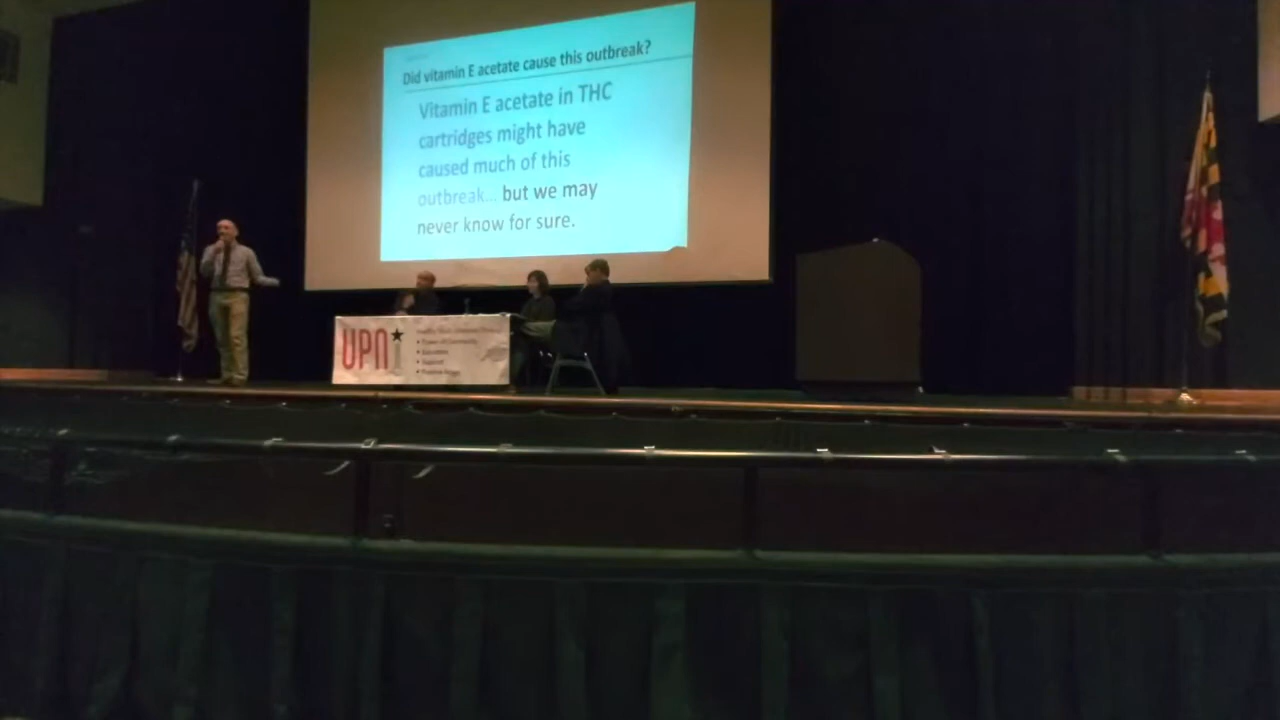 Did vitamin E acetate cause this outbreak?
Vitamin E acetate in THC
cartridges might have
caused much of this
outbreak... but we may
never know for sure.
UPN